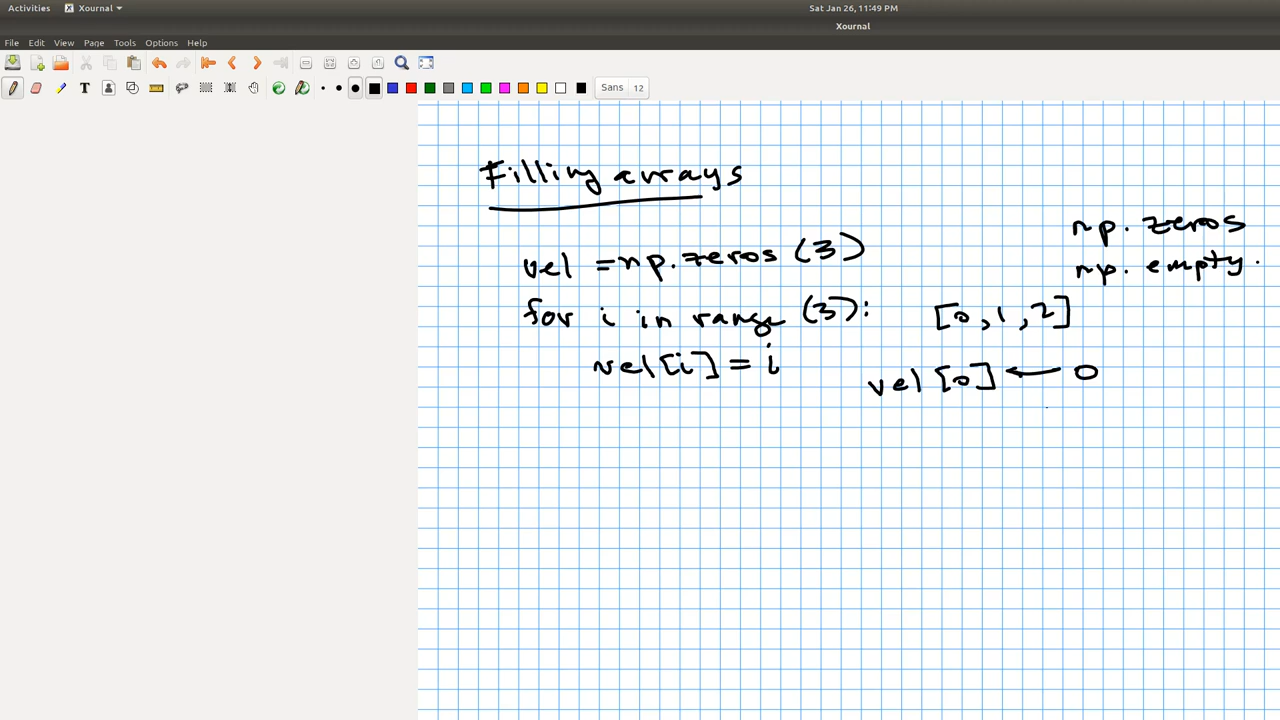 Activities Xournal Sat Jan 26, 11:49 PM
Xournal
File Edit View Page Tools Options Help
Sans 12
Filling arrays
np. zeros
np. empty.
vel = np.zeros (3)
for i in range (3): [0,1,2]
vel[i] = i
vel [0] ← 0